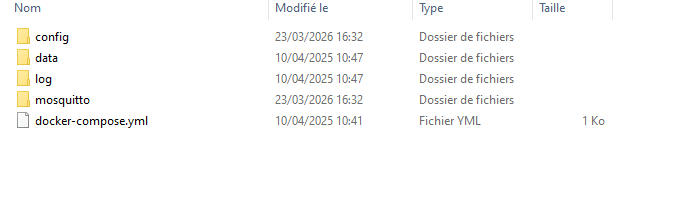 Nom Modifié le Type Taille
config 23/03/2026 16:32 Dossier de fichiers
data 10/04/2025 10:47 Dossier de fichiers
log 10/04/2025 10:47 Dossier de fichiers
mosquitto 23/03/2026 16:32 Dossier de fichiers
docker-compose.yml 10/04/2025 10:41 Fichier YML 1 Ko